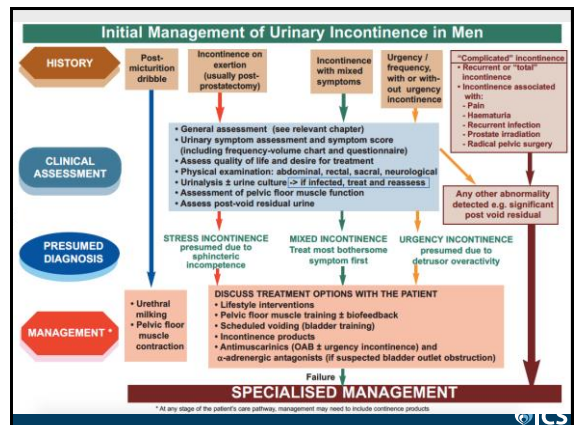 Initial Management of Urinary Incontinence in Men
HISTORY
Post-
micturition
dribble
Incontinence on
exertion
(usually post-
prostatectomy)
Incontinence
with mixed
symptoms
Urgency /
frequency,
with or with-
out urgency
incontinence
"Complicated" incontinence
• Recurrent or "total"
incontinence
• Incontinence associated
with:
- Pain
- Haematuria
- Recurrent infection
- Prostate irradiation
- Radical pelvic surgery
CLINICAL
ASSESSMENT
• General assessment (see relevant chapter)
• Urinary symptom assessment and symptom score
(including frequency-volume chart and questionnaire)
• Assess quality of life and desire for treatment
• Physical examination: abdominal, rectal, sacral, neurological
• Urinalysis ± urine culture -> if infected, treat and reassess
• Assessment of pelvic floor muscle function
• Assess post-void residual urine
Any other abnormality
detected e.g. significant
post void residual
PRESUMED
DIAGNOSIS
STRESS INCONTINENCE
presumed due to
sphincteric
incompetence
MIXED INCONTINENCE
Treat most bothersome
symptom first
URGENCY INCONTINENCE
presumed due to
detrusor overactivity
MANAGEMENT *
• Urethral
milking
• Pelvic floor
muscle
contraction
DISCUSS TREATMENT OPTIONS WITH THE PATIENT
• Lifestyle interventions
• Pelvic floor muscle training ± biofeedback
• Scheduled voiding (bladder training)
• Incontinence products
• Antimuscarinics (OAB ± urgency incontinence) and
α-adrenergic antagonists (if suspected bladder outlet obstruction)
Failure
SPECIALISED MANAGEMENT
* At any stage of the patient's care pathway, management may need to include continence products
ICS